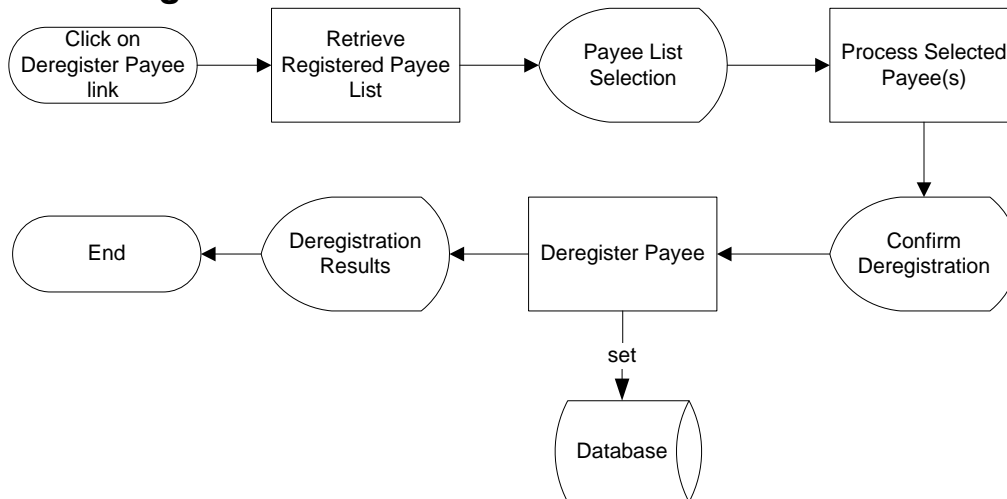 Click on
Deregister Payee
link
Retrieve
Registered Payee
List
Payee List
Selection
Process Selected
Payee(s)
End
Deregistration
Results
Deregister Payee
Confirm
Deregistration
set
Database